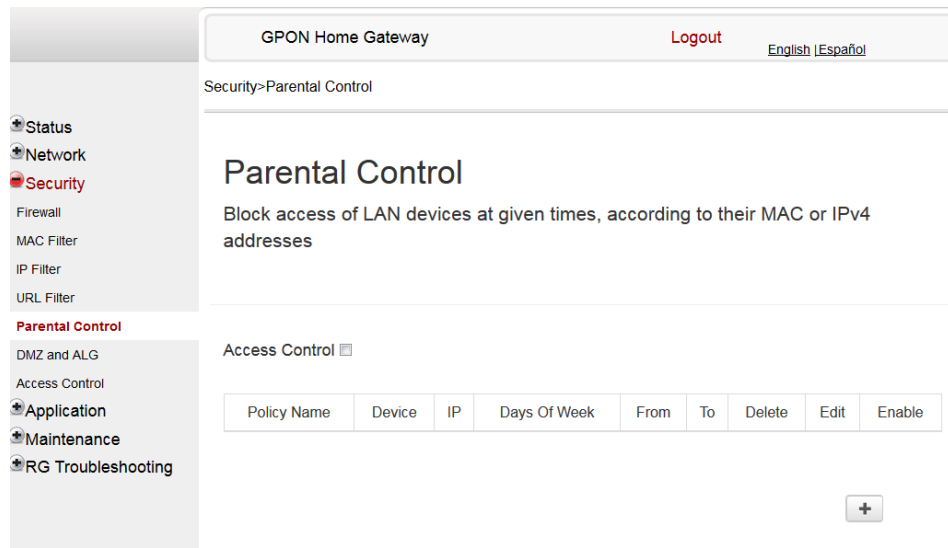 GPON Home Gateway
Logout
English | Español
Security>Parental Control
Status
Network
Security
Firewall
MAC Filter
IP Filter
URL Filter
Parental Control
DMZ and ALG
Access Control
Application
Maintenance
RG Troubleshooting
Parental Control
Block access of LAN devices at given times, according to their MAC or IPv4
addresses
Access Control
Policy Name Device IP Days Of Week From To Delete Edit Enable
+